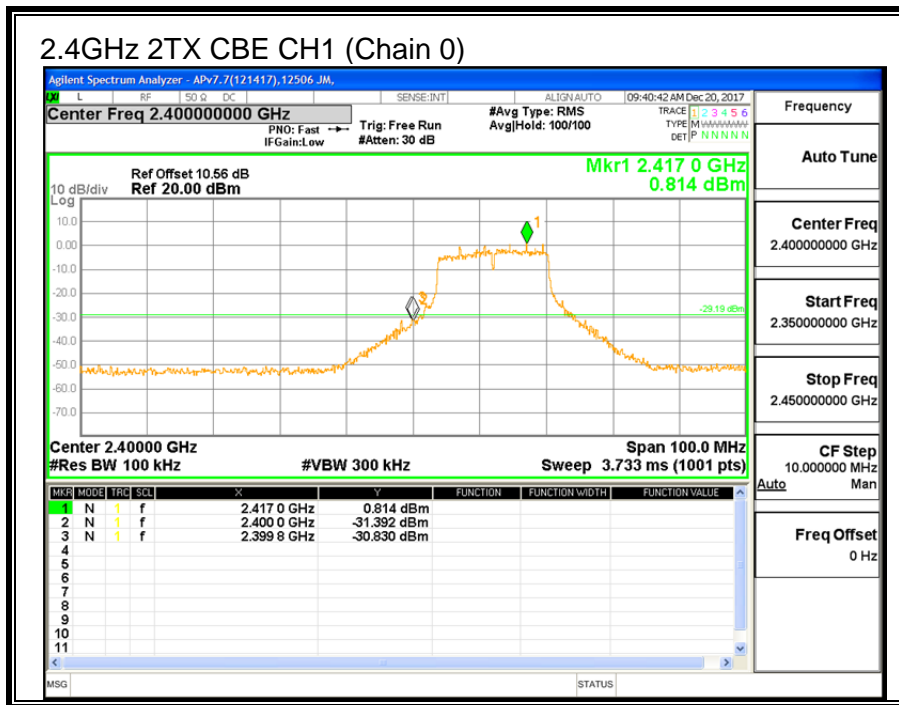 2.4GHz 2TX CBE CH1 (Chain 0)
Agilent Spectrum Analyzer - APv7.7(121417),12506 JM,
L RF 50 Ω DC SENSE:INT ALIGN AUTO 09:40:42 AM Dec 20, 2017
Center Freq 2.400000000 GHz
PNO: Fast
IFGain:Low
Trig: Free Run
#Atten: 30 dB
#Avg Type: RMS
Avg|Hold: 100/100
TRACE 1 2 3 4 5 6
TYPE M WWWWW
DET P N N N N N
Frequency
Auto Tune
Center Freq
2.400000000 GHz
Start Freq
2.350000000 GHz
Stop Freq
2.450000000 GHz
CF Step
10.000000 MHz
Auto Man
Freq Offset
0 Hz
Mkr1 2.417 0 GHz
0.814 dBm
Ref Offset 10.56 dB
10 dB/div Ref 20.00 dBm
Log
10.0
0.00
-10.0
-20.0
-30.0
-40.0
-50.0
-60.0
-70.0
1
-29.19 dBm
Center 2.40000 GHz Span 100.0 MHz
#Res BW 100 kHz #VBW 300 kHz Sweep 3.733 ms (1001 pts)
MKR MODE TRC SCL X Y FUNCTION FUNCTION WIDTH FUNCTION VALUE
1 N 1 f 2.417 0 GHz 0.814 dBm
2 N 1 f 2.400 0 GHz -31.392 dBm
3 N 1 f 2.399 8 GHz -30.830 dBm
4
5
6
7
8
9
10
11
MSG STATUS